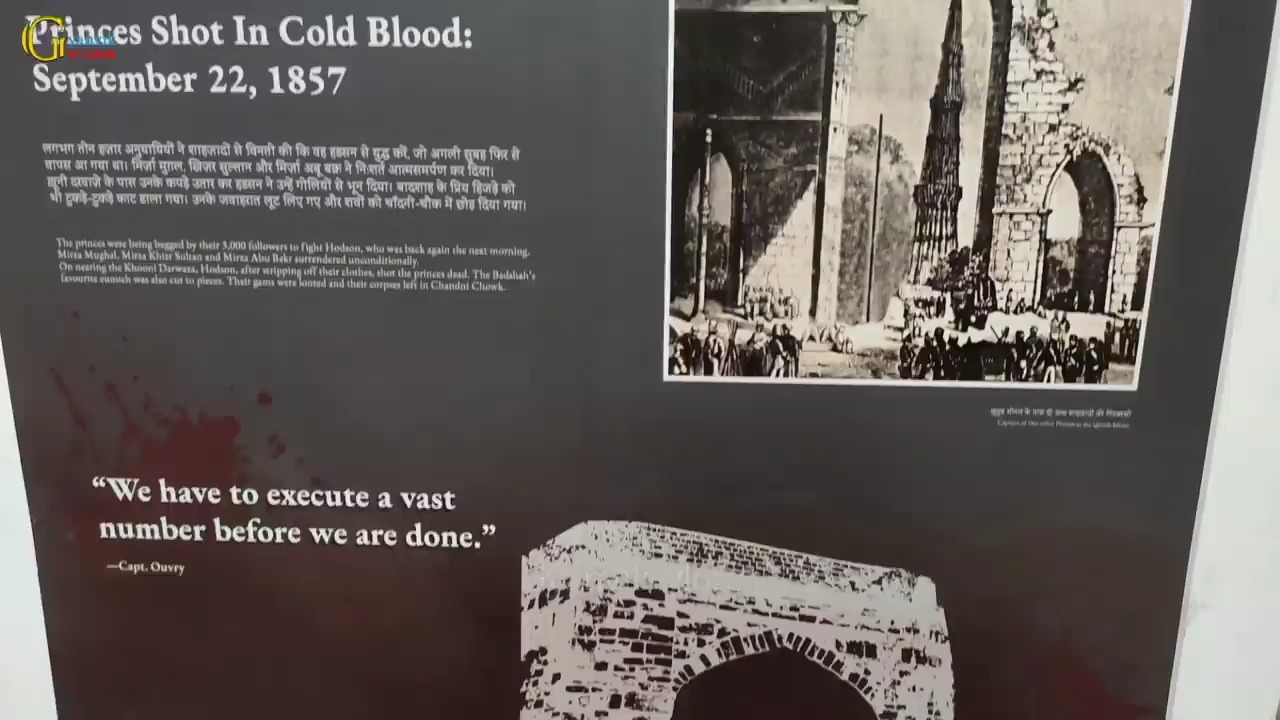 Princes Shot In Cold Blood:
September 22, 1857
लगभग तीन हज़ार अनुयायियों ने शाहज़ादों से विनती की कि वह हडसन से युद्ध करें, जो अगली सुबह फिर से
वापस आ गया था। मिर्ज़ा मुग़ल, खिज़र सुल्तान और मिर्ज़ा अबू बक्र ने निःशर्त आत्मसमर्पण कर दिया।
खूनी दरवाजे के पास उनके कपड़े उतार कर हडसन ने उन्हें गोलियों से भून दिया। बादशाह के प्रिय हिजड़े को
भी टुकड़े-टुकड़े काट डाला गया। उनके जवाहरात लूट लिए गए और शवों को चाँदनी-चौक में छोड़ दिया गया।
The princes were being begged by their 3,000 followers to fight Hodson, who was back again the next morning.
Mirza Mughal, Mirza Khizr Sultan and Mirza Abu Bakr surrendered unconditionally.
On nearing the Khooni Darwaza, Hodson, after stripping off their clothes, shot the princes dead. The Badshah's
favourite eunuch was also cut to pieces. Their gems were looted and their corpses left in Chandni Chowk.
“We have to execute a vast
number before we are done.”
—Capt. Ouvry